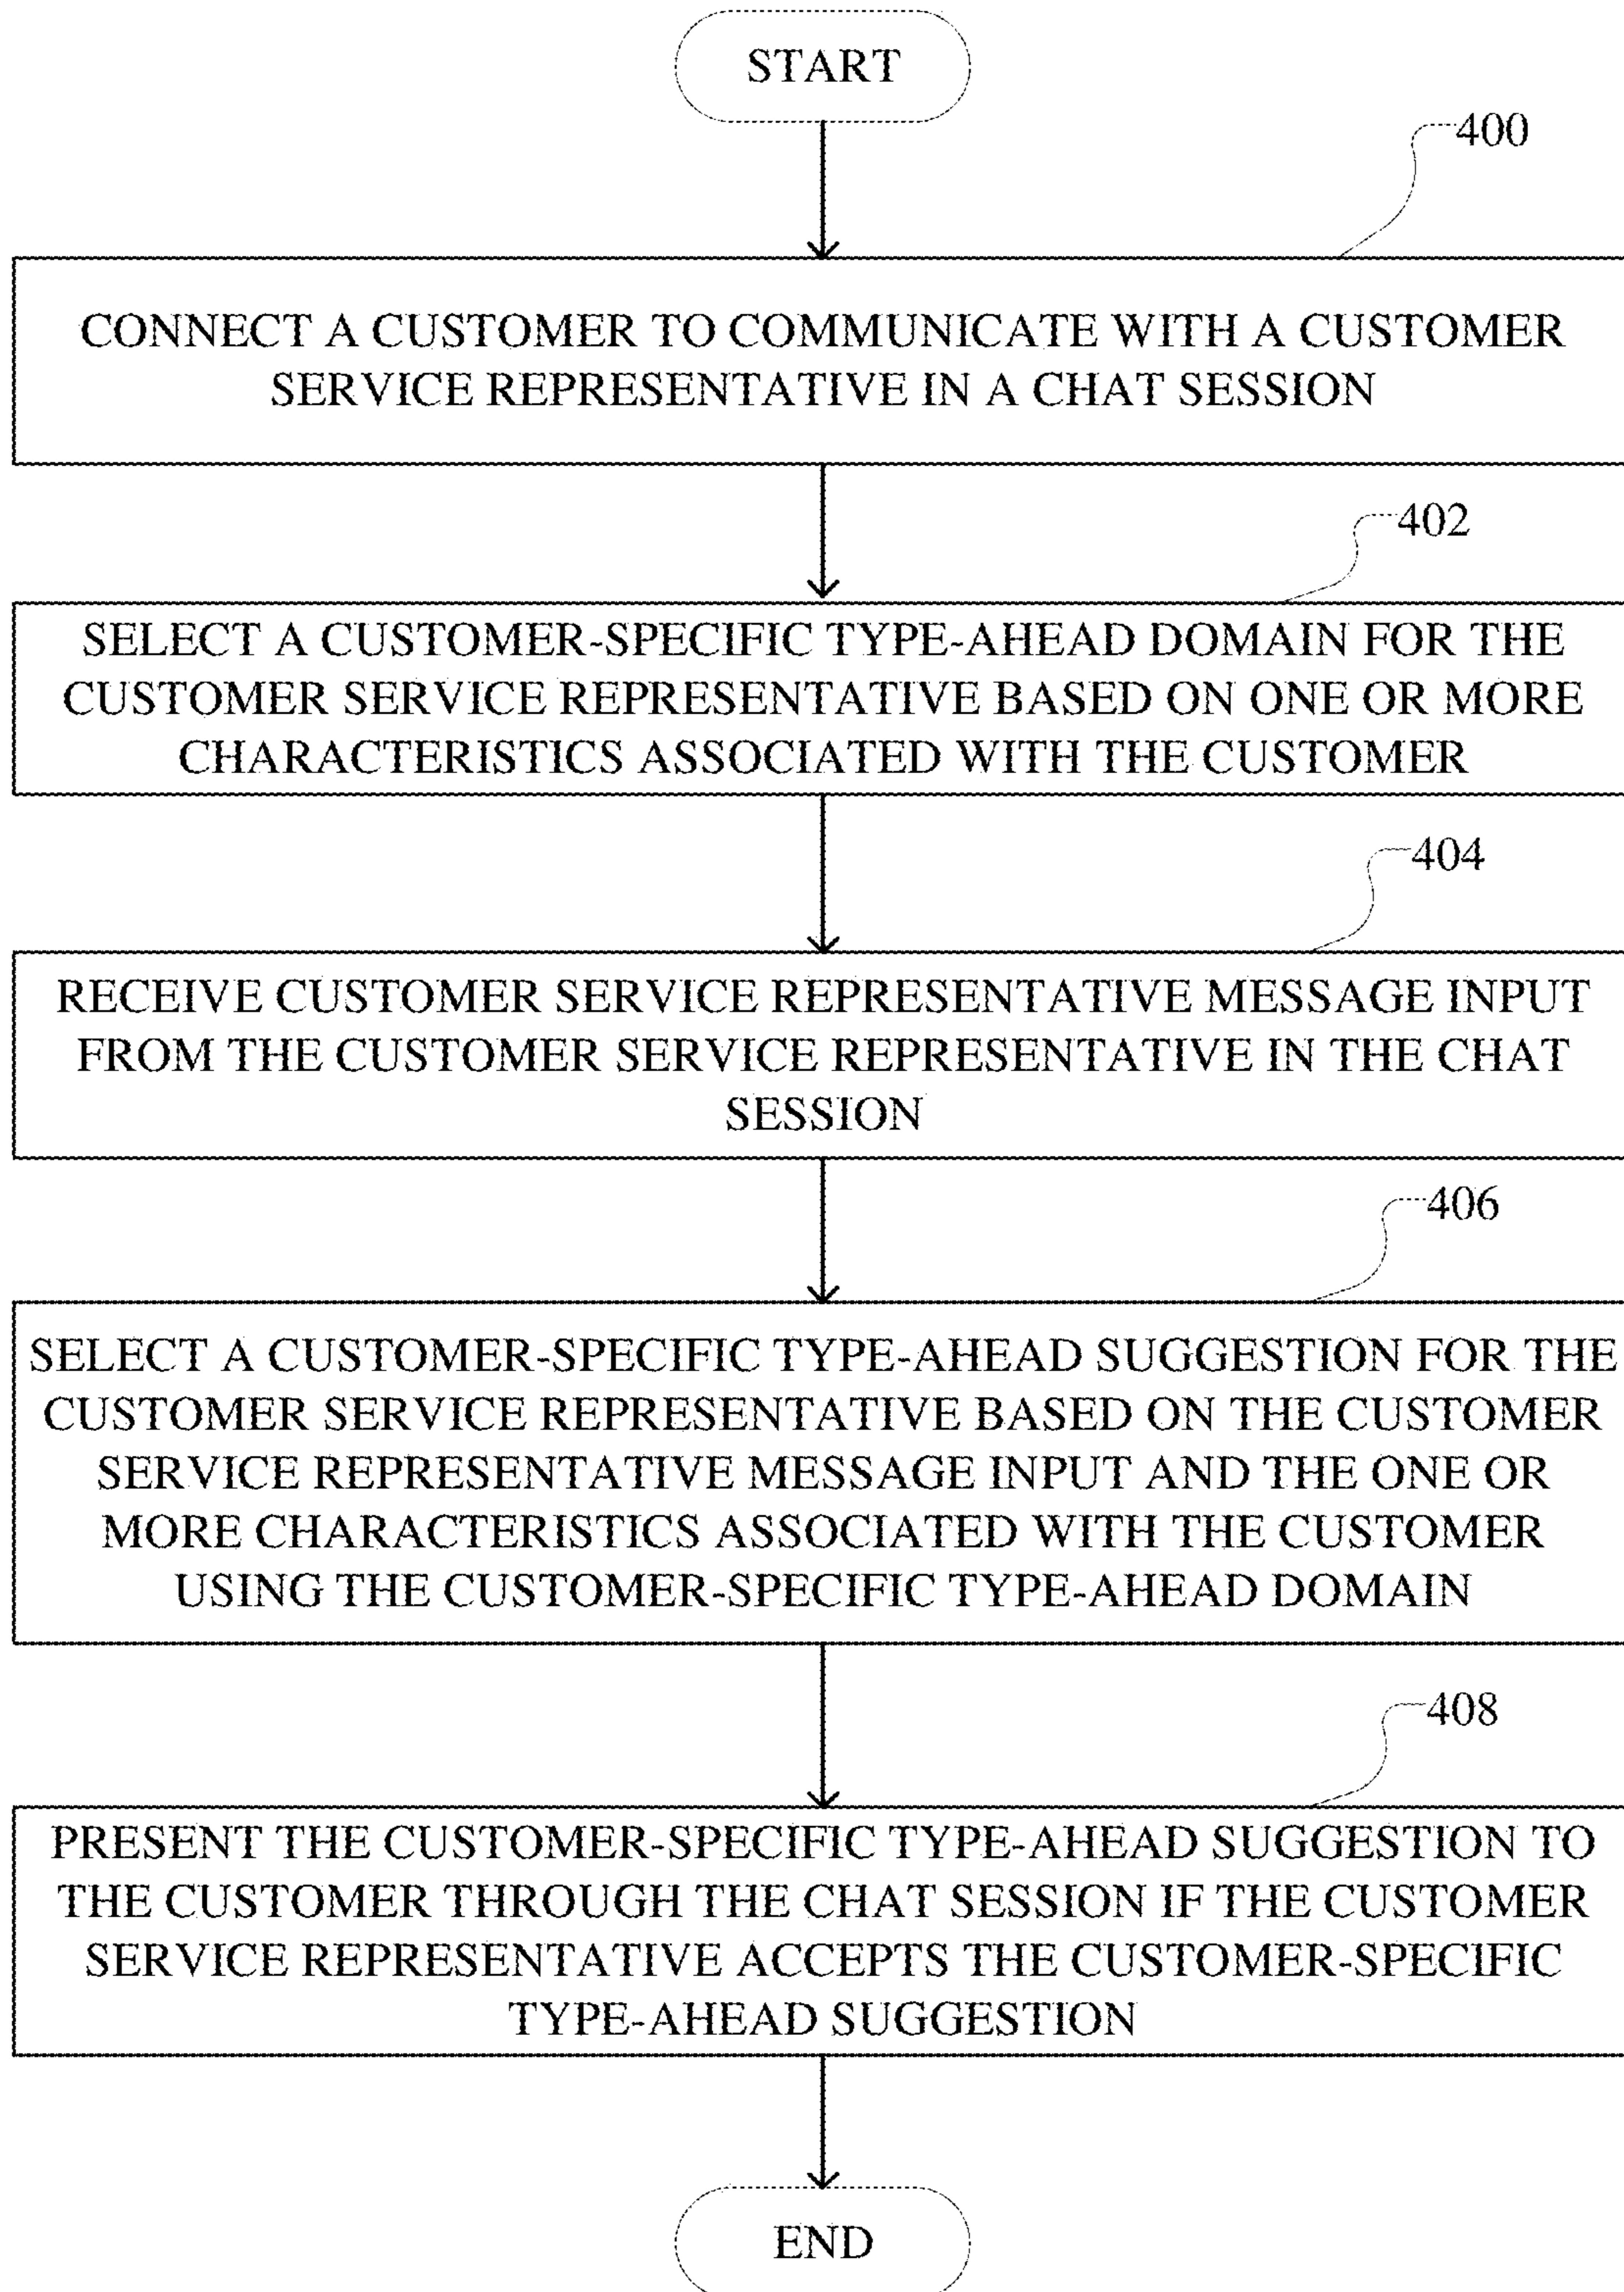 START
400
CONNECT A CUSTOMER TO COMMUNICATE WITH A CUSTOMER
SERVICE REPRESENTATIVE IN A CHAT SESSION
402
SELECT A CUSTOMER-SPECIFIC TYPE-AHEAD DOMAIN FOR THE
CUSTOMER SERVICE REPRESENTATIVE BASED ON ONE OR MORE
CHARACTERISTICS ASSOCIATED WITH THE CUSTOMER
404
RECEIVE CUSTOMER SERVICE REPRESENTATIVE MESSAGE INPUT
FROM THE CUSTOMER SERVICE REPRESENTATIVE IN THE CHAT
SESSION
406
SELECT A CUSTOMER-SPECIFIC TYPE-AHEAD SUGGESTION FOR THE
CUSTOMER SERVICE REPRESENTATIVE BASED ON THE CUSTOMER
SERVICE REPRESENTATIVE MESSAGE INPUT AND THE ONE OR
MORE CHARACTERISTICS ASSOCIATED WITH THE CUSTOMER
USING THE CUSTOMER-SPECIFIC TYPE-AHEAD DOMAIN
408
PRESENT THE CUSTOMER-SPECIFIC TYPE-AHEAD SUGGESTION TO
THE CUSTOMER THROUGH THE CHAT SESSION IF THE CUSTOMER
SERVICE REPRESENTATIVE ACCEPTS THE CUSTOMER-SPECIFIC
TYPE-AHEAD SUGGESTION
END